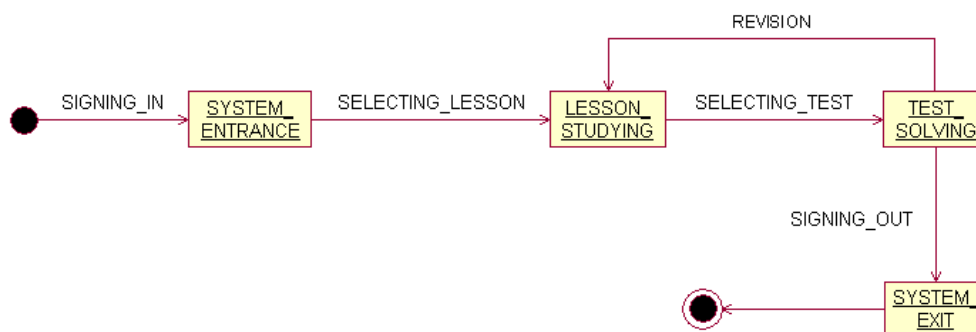 REVISION
SIGNING_IN
SYSTEM_
ENTRANCE
SELECTING_LESSON
LESSON_
STUDYING
SELECTING_TEST
TEST_
SOLVING
SIGNING_OUT
SYSTEM_
EXIT